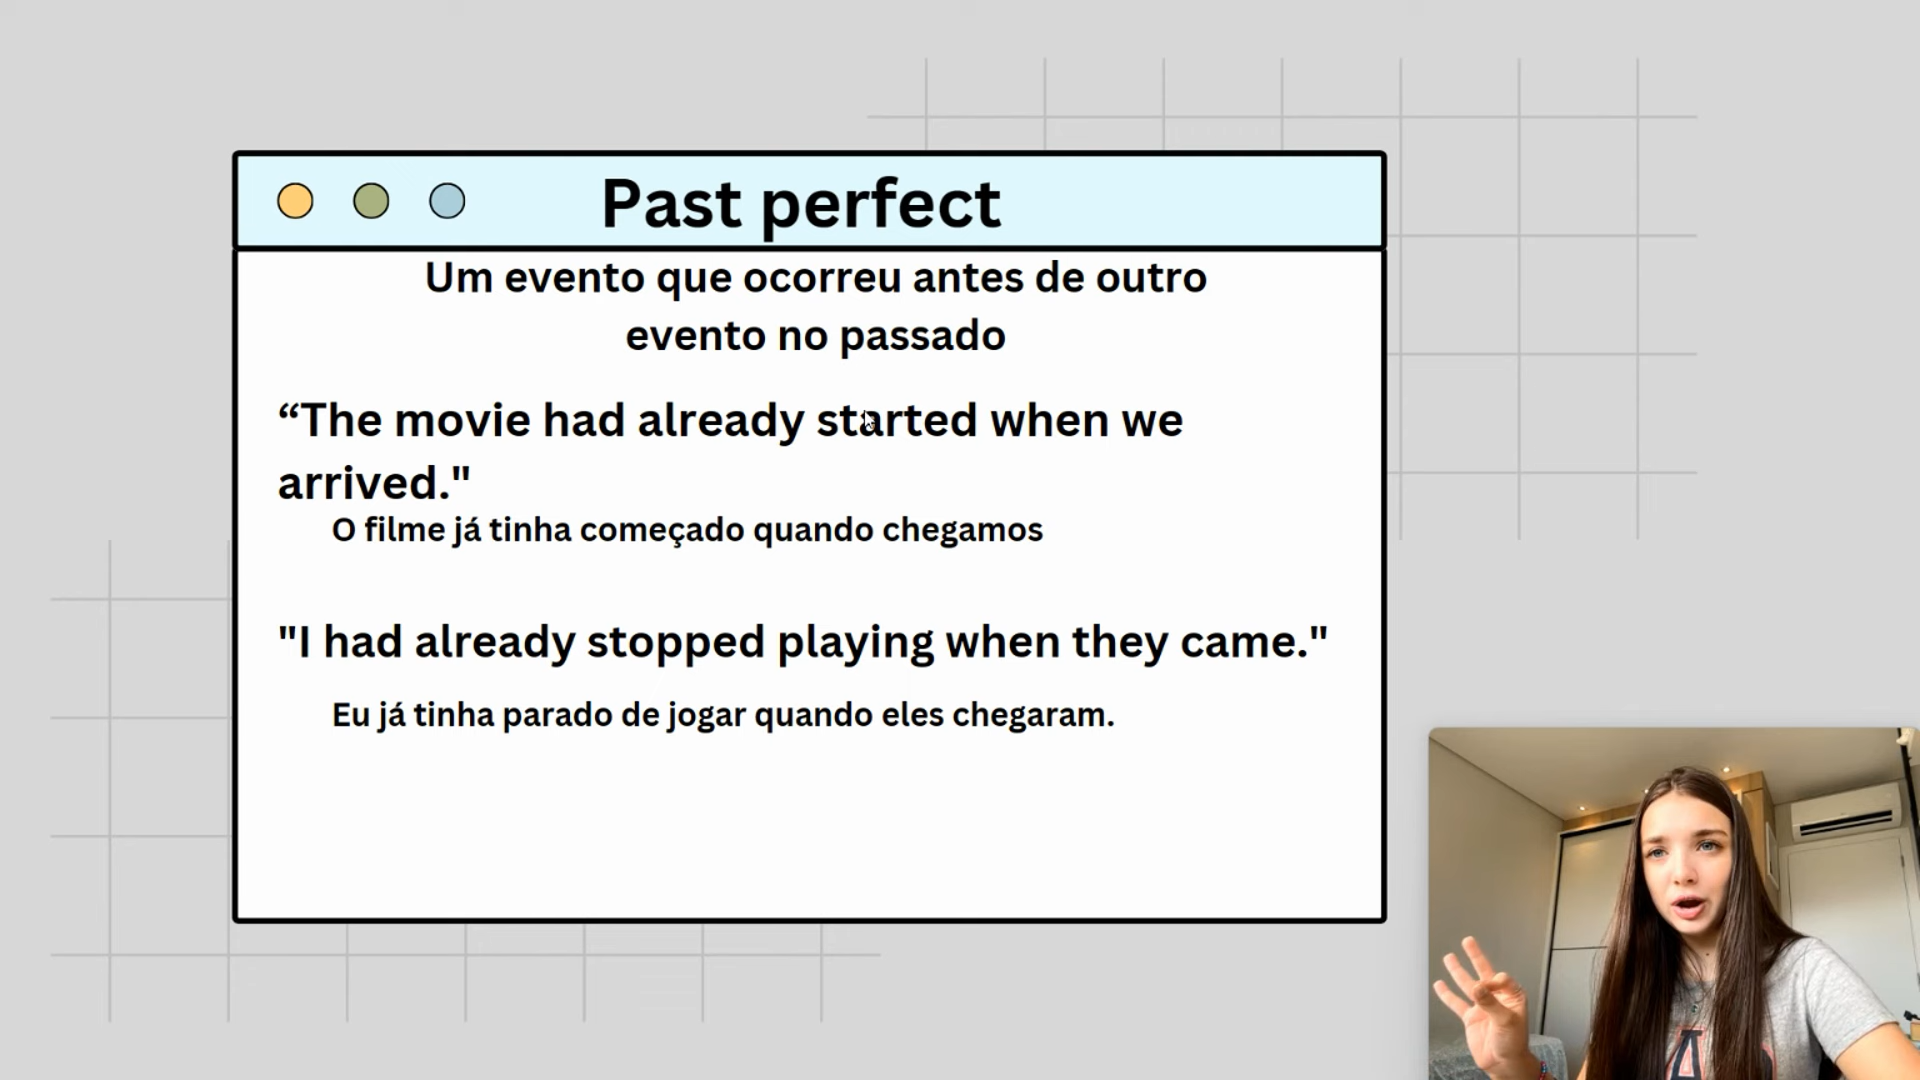 Past perfect
Um evento que ocorreu antes de outro
evento no passado
“The movie had already started when we
arrived."
O filme já tinha começado quando chegamos
"I had already stopped playing when they came."
Eu já tinha parado de jogar quando eles chegaram.